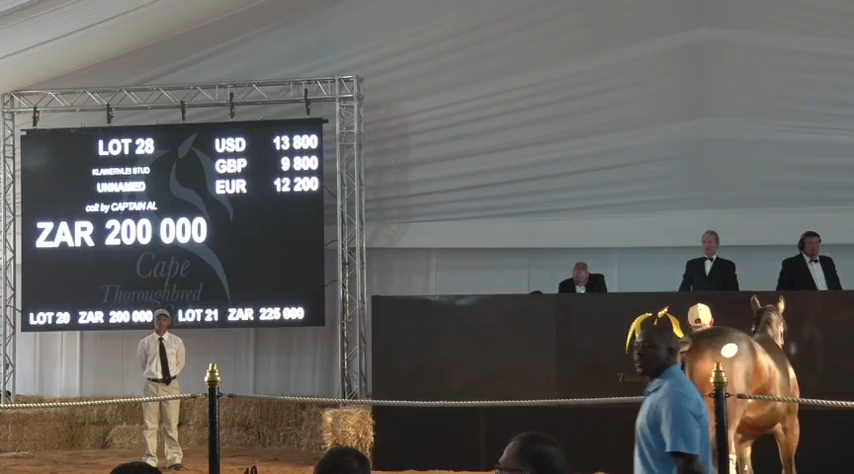 LOT 28
KLAWERVLEI STUD
UNNAMED
colt by CAPTAIN AL
USD 13 800
GBP 9 800
EUR 12 200
ZAR 200 000
Cape
Thoroughbred
LOT 20 ZAR 200 000 LOT 21 ZAR 225 000